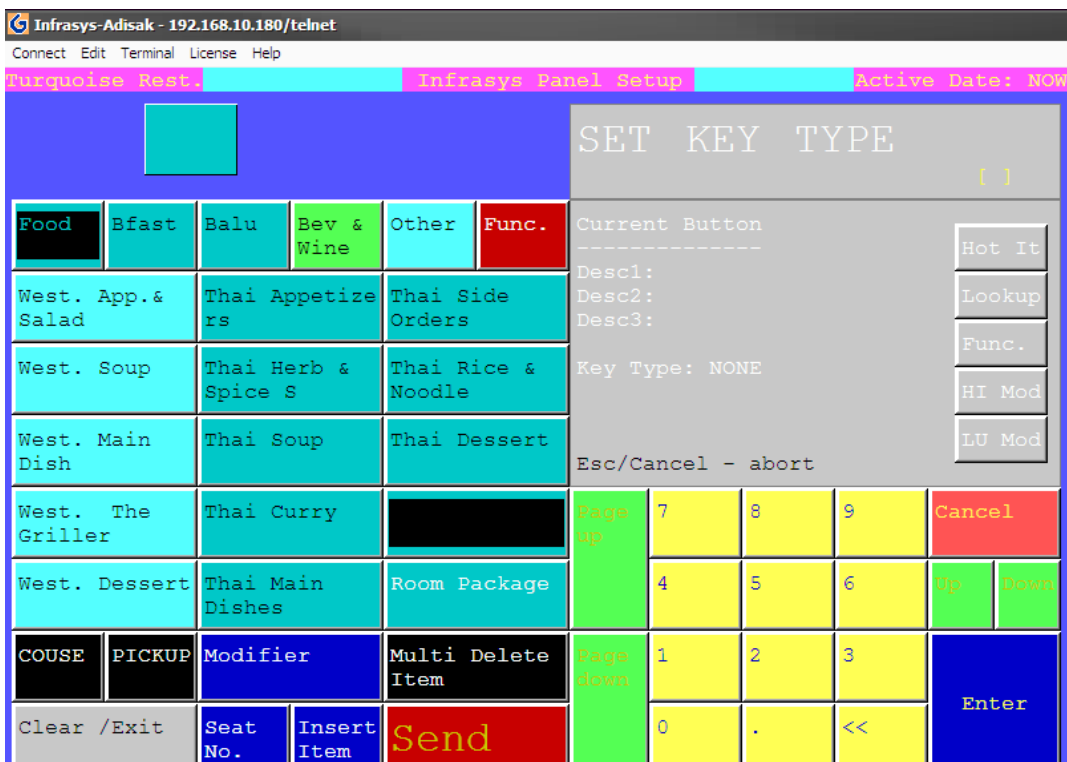 Infrasys-Adisak - 192.168.10.180/telnet
Connect Edit Terminal License Help
Turquoise Rest. Infrasys Panel Setup Active Date: NOW
SET KEY TYPE
[ ]
Food Bfast Balu Bev & Wine Other Func.
West. App.& Salad
Thai Appetize rs
Thai Side Orders
West. Soup
Thai Herb & Spice S
Thai Rice & Noodle
West. Main Dish
Thai Soup
Thai Dessert
West. The Griller
Thai Curry
West. Dessert
Thai Main Dishes
Room Package
COUSE
PICKUP
Modifier
Multi Delete Item
Clear /Exit
Seat No.
Insert Item
Send
Current Button
--------------
Desc1:
Desc2:
Desc3:
Key Type: NONE
Esc/Cancel - abort
Hot It
Lookup
Func.
HI Mod
LU Mod
Page up
7 8 9
Cancel
4 5 6
Up Down
Page down
1 2 3
Enter
0 . <<